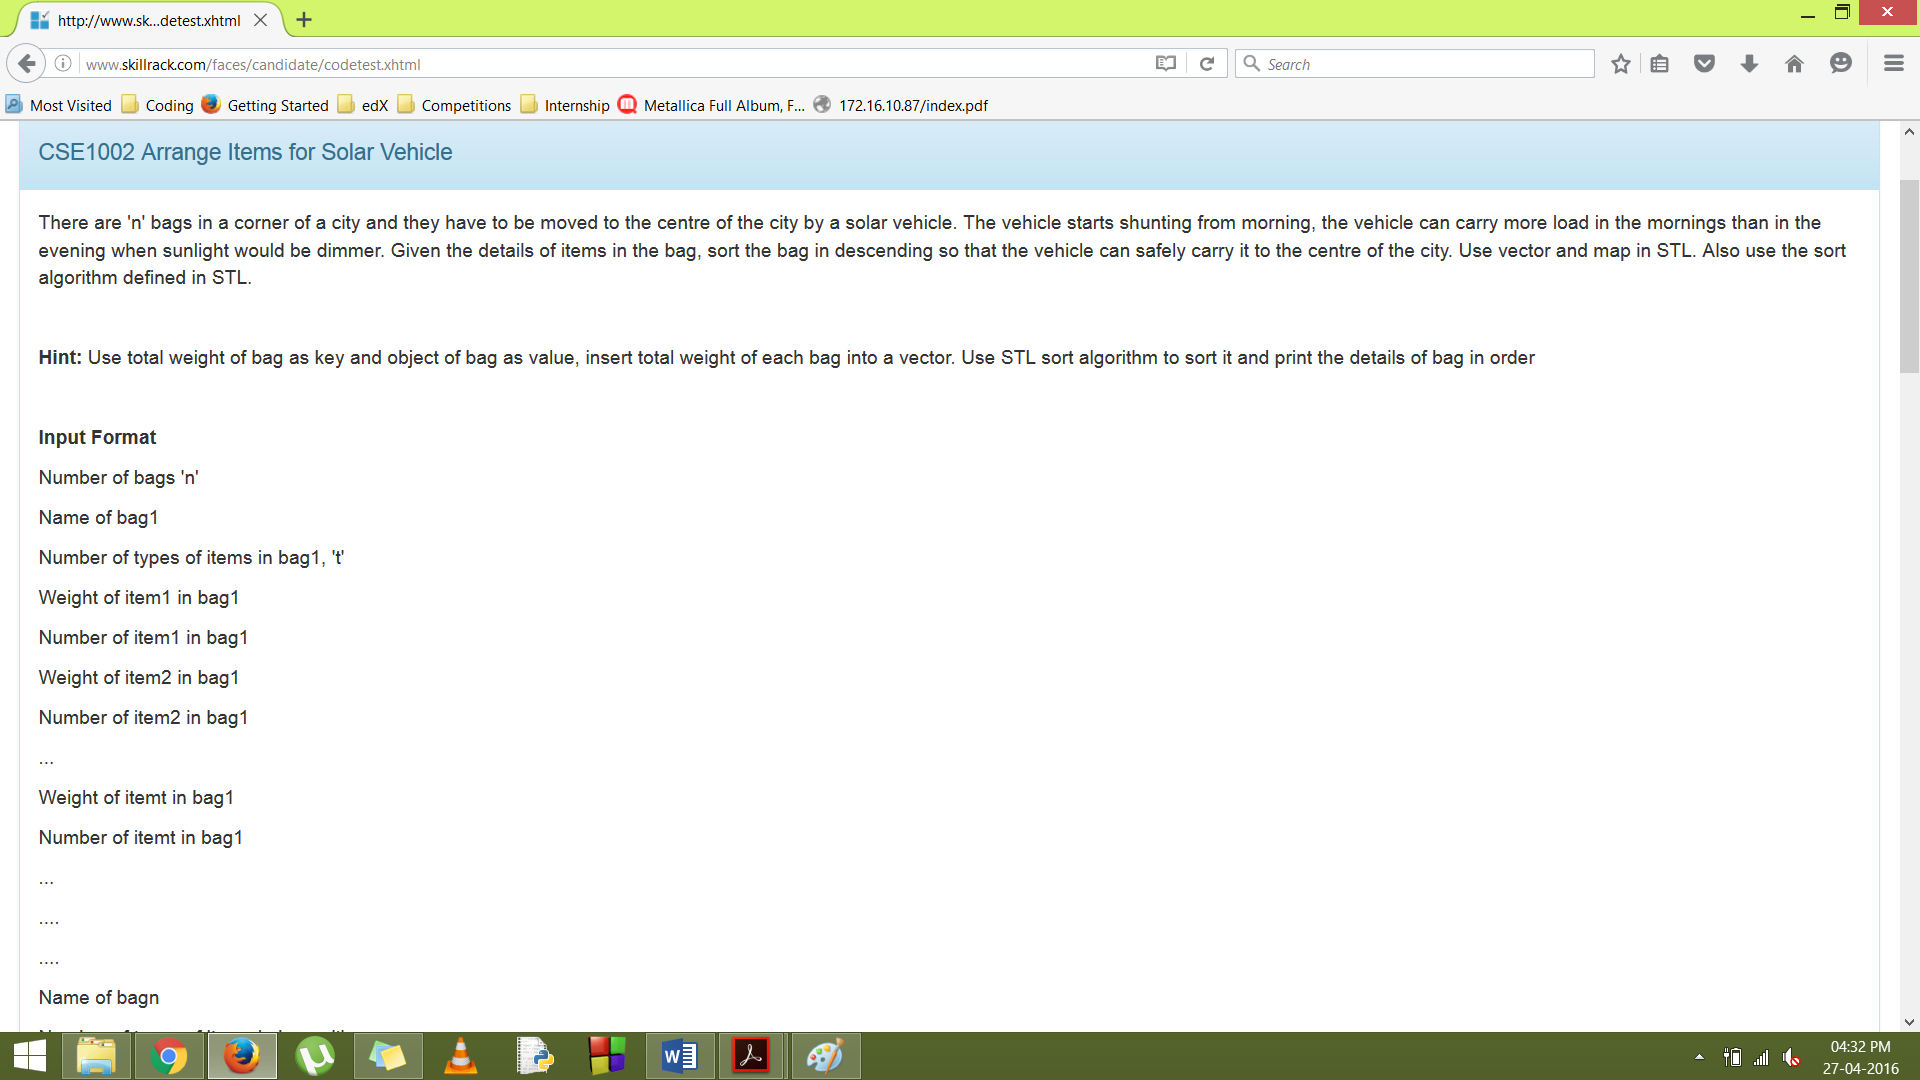 http://www.sk...detest.xhtml
www.skillrack.com/faces/candidate/codetest.xhtml
Search
Most Visited Coding Getting Started edX Competitions Internship Metallica Full Album, F... 172.16.10.87/index.pdf
CSE1002 Arrange Items for Solar Vehicle
There are 'n' bags in a corner of a city and they have to be moved to the centre of the city by a solar vehicle. The vehicle starts shunting from morning, the vehicle can carry more load in the mornings than in the
evening when sunlight would be dimmer. Given the details of items in the bag, sort the bag in descending so that the vehicle can safely carry it to the centre of the city. Use vector and map in STL. Also use the sort
algorithm defined in STL.
Hint: Use total weight of bag as key and object of bag as value, insert total weight of each bag into a vector. Use STL sort algorithm to sort it and print the details of bag in order
Input Format
Number of bags 'n'
Name of bag1
Number of types of items in bag1, 't'
Weight of item1 in bag1
Number of item1 in bag1
Weight of item2 in bag1
Number of item2 in bag1
...
Weight of itemt in bag1
Number of itemt in bag1
...
....
....
Name of bagn
04:32 PM
27-04-2016